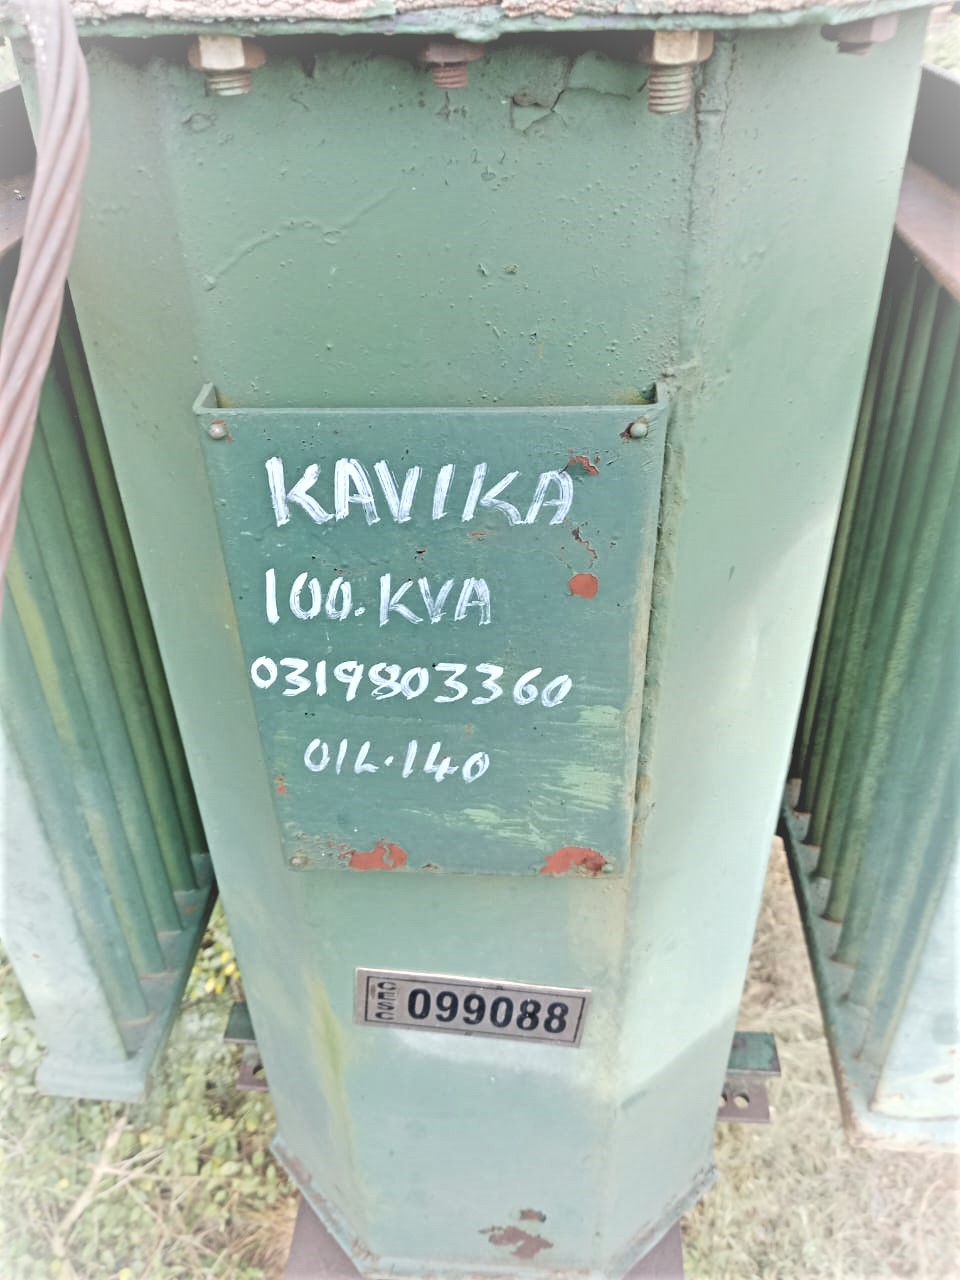 KAVIKA
100.KVA
0319803360
OIL.140
CESC 099088